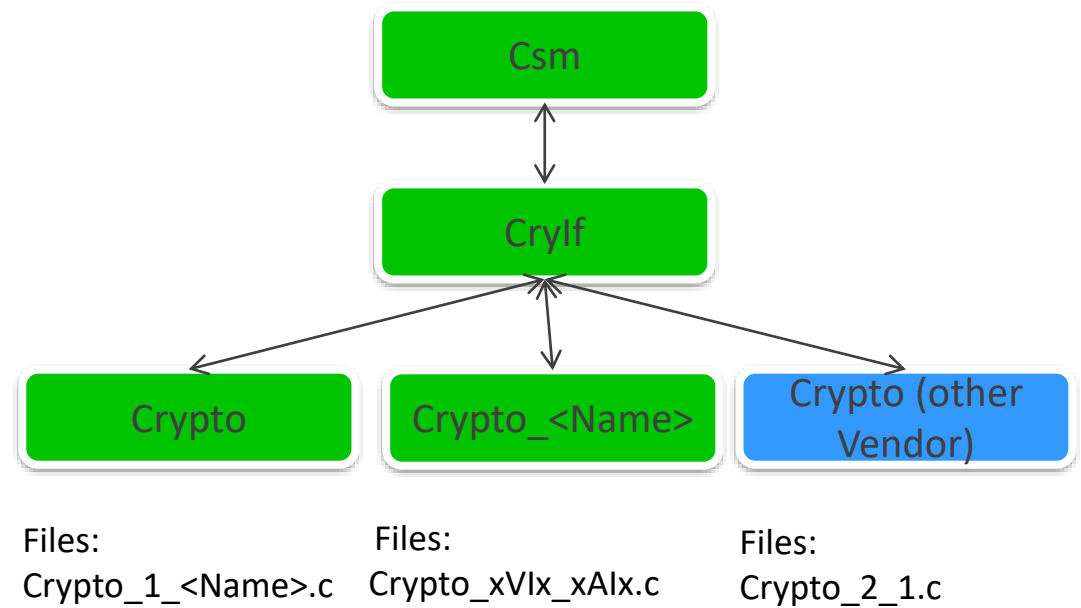 Csm
CryIf
Crypto
Crypto_<Name>
Crypto (other
Vendor)
Files:
Crypto_1_<Name>.c
Files:
Crypto_xVIx_xAIx.c
Files:
Crypto_2_1.c